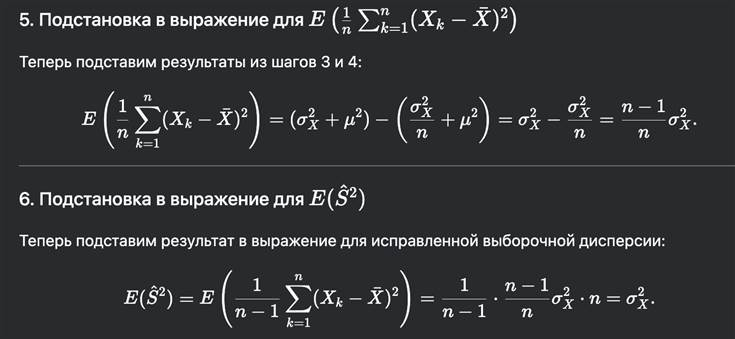 5. Подстановка в выражение для $E\left(\frac{1}{n}\sum_{k=1}^{n}(X_k - \bar{X})^2\right)$
Теперь подставим результаты из шагов 3 и 4:
$E\left(\frac{1}{n}\sum_{k=1}^{n}(X_k - \bar{X})^2\right) = (\sigma_X^2 + \mu^2) - \left(\frac{\sigma_X^2}{n} + \mu^2\right) = \sigma_X^2 - \frac{\sigma_X^2}{n} = \frac{n-1}{n}\sigma_X^2.$
6. Подстановка в выражение для $E(\hat{S}^2)$
Теперь подставим результат в выражение для исправленной выборочной дисперсии:
$E(\hat{S}^2) = E\left(\frac{1}{n-1}\sum_{k=1}^{n}(X_k - \bar{X})^2\right) = \frac{1}{n-1} \cdot \frac{n-1}{n}\sigma_X^2 \cdot n = \sigma_X^2.$